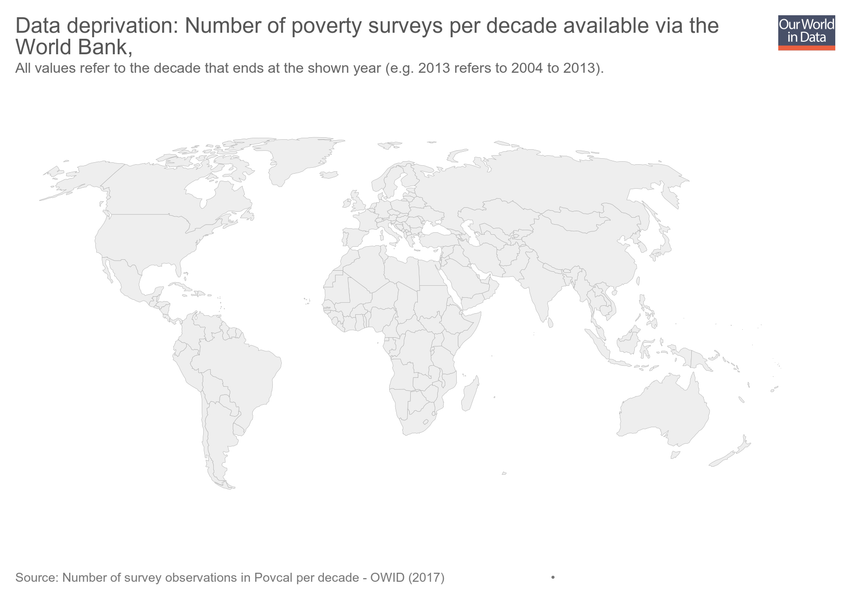 Data deprivation: Number of poverty surveys per decade available via the
World Bank,
All values refer to the decade that ends at the shown year (e.g. 2013 refers to 2004 to 2013).
Our World
in Data
Source: Number of survey observations in Povcal per decade - OWID (2017)
•